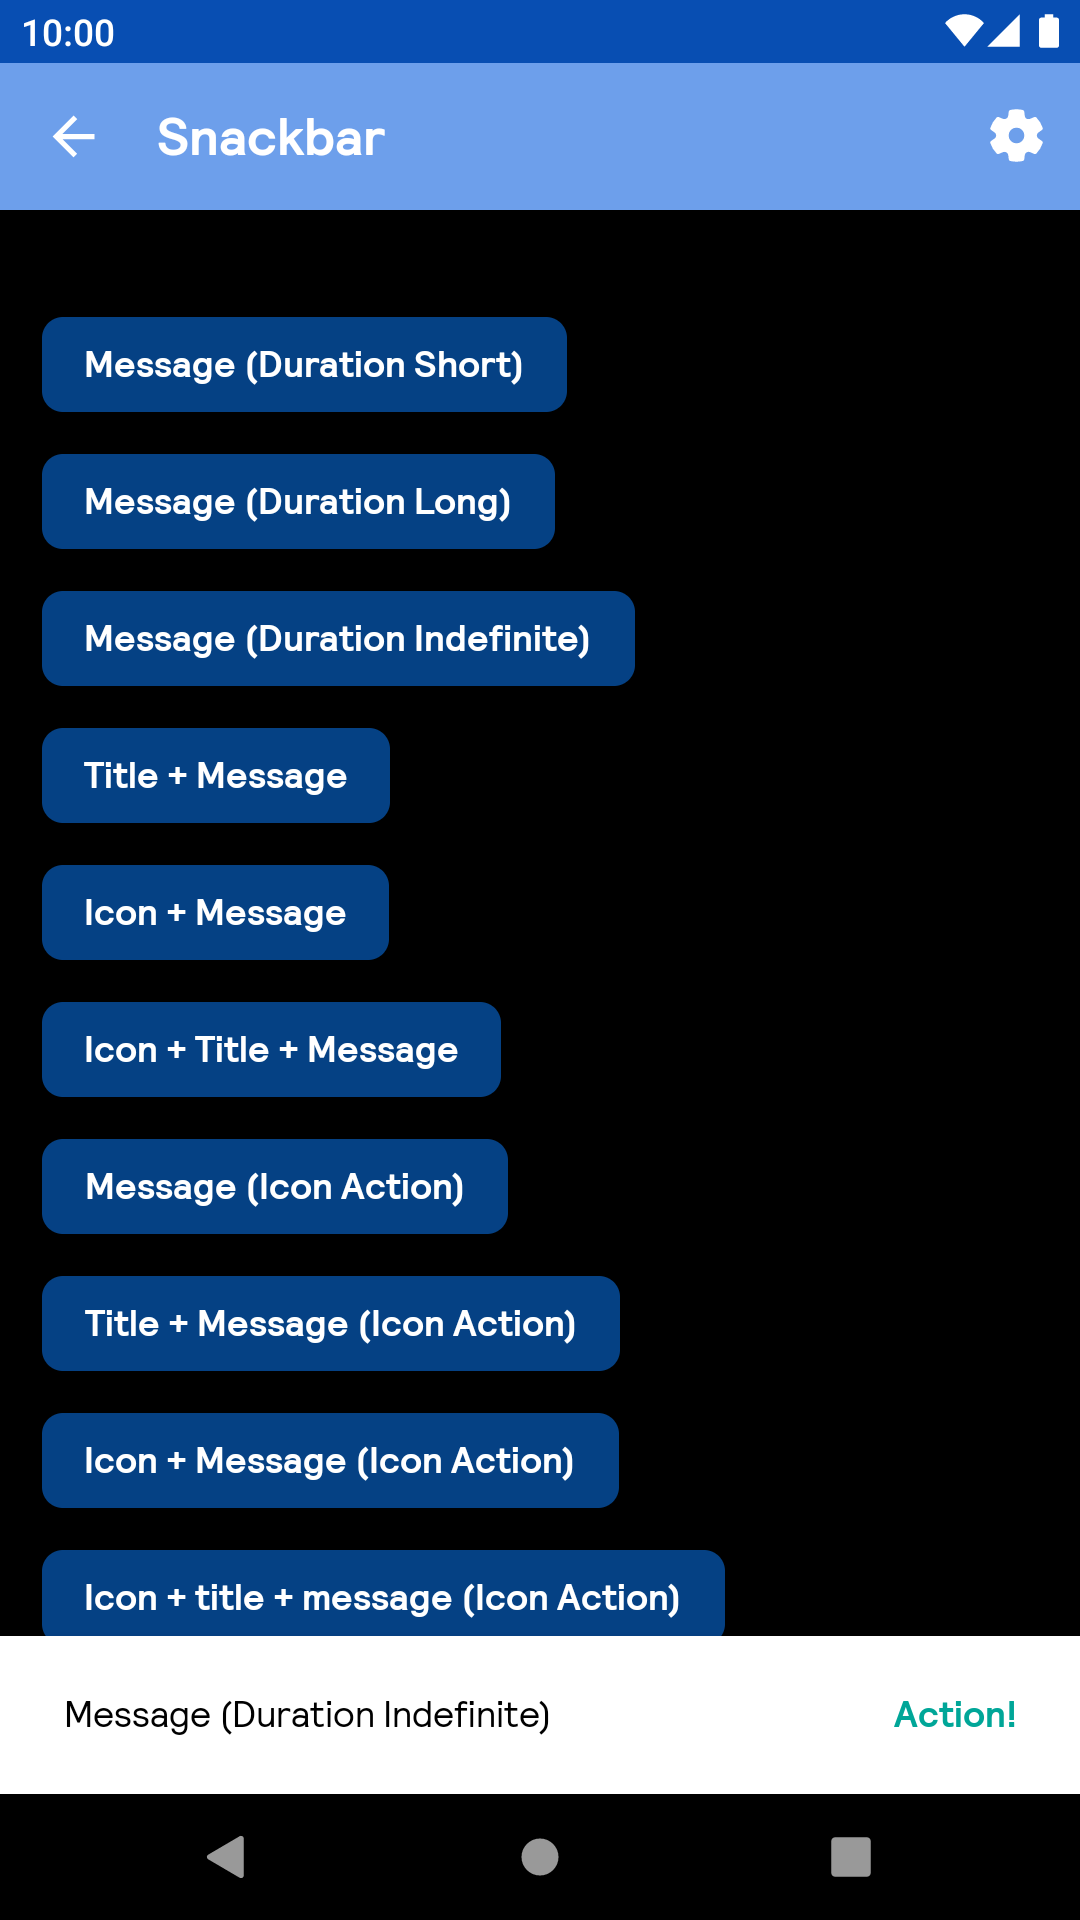 10:00
Snackbar
Message (Duration Short)
Message (Duration Long)
Message (Duration Indefinite)
Title + Message
Icon + Message
Icon + Title + Message
Message (Icon Action)
Title + Message (Icon Action)
Icon + Message (Icon Action)
Icon + title + message (Icon Action)
Message (Duration Indefinite) Action!